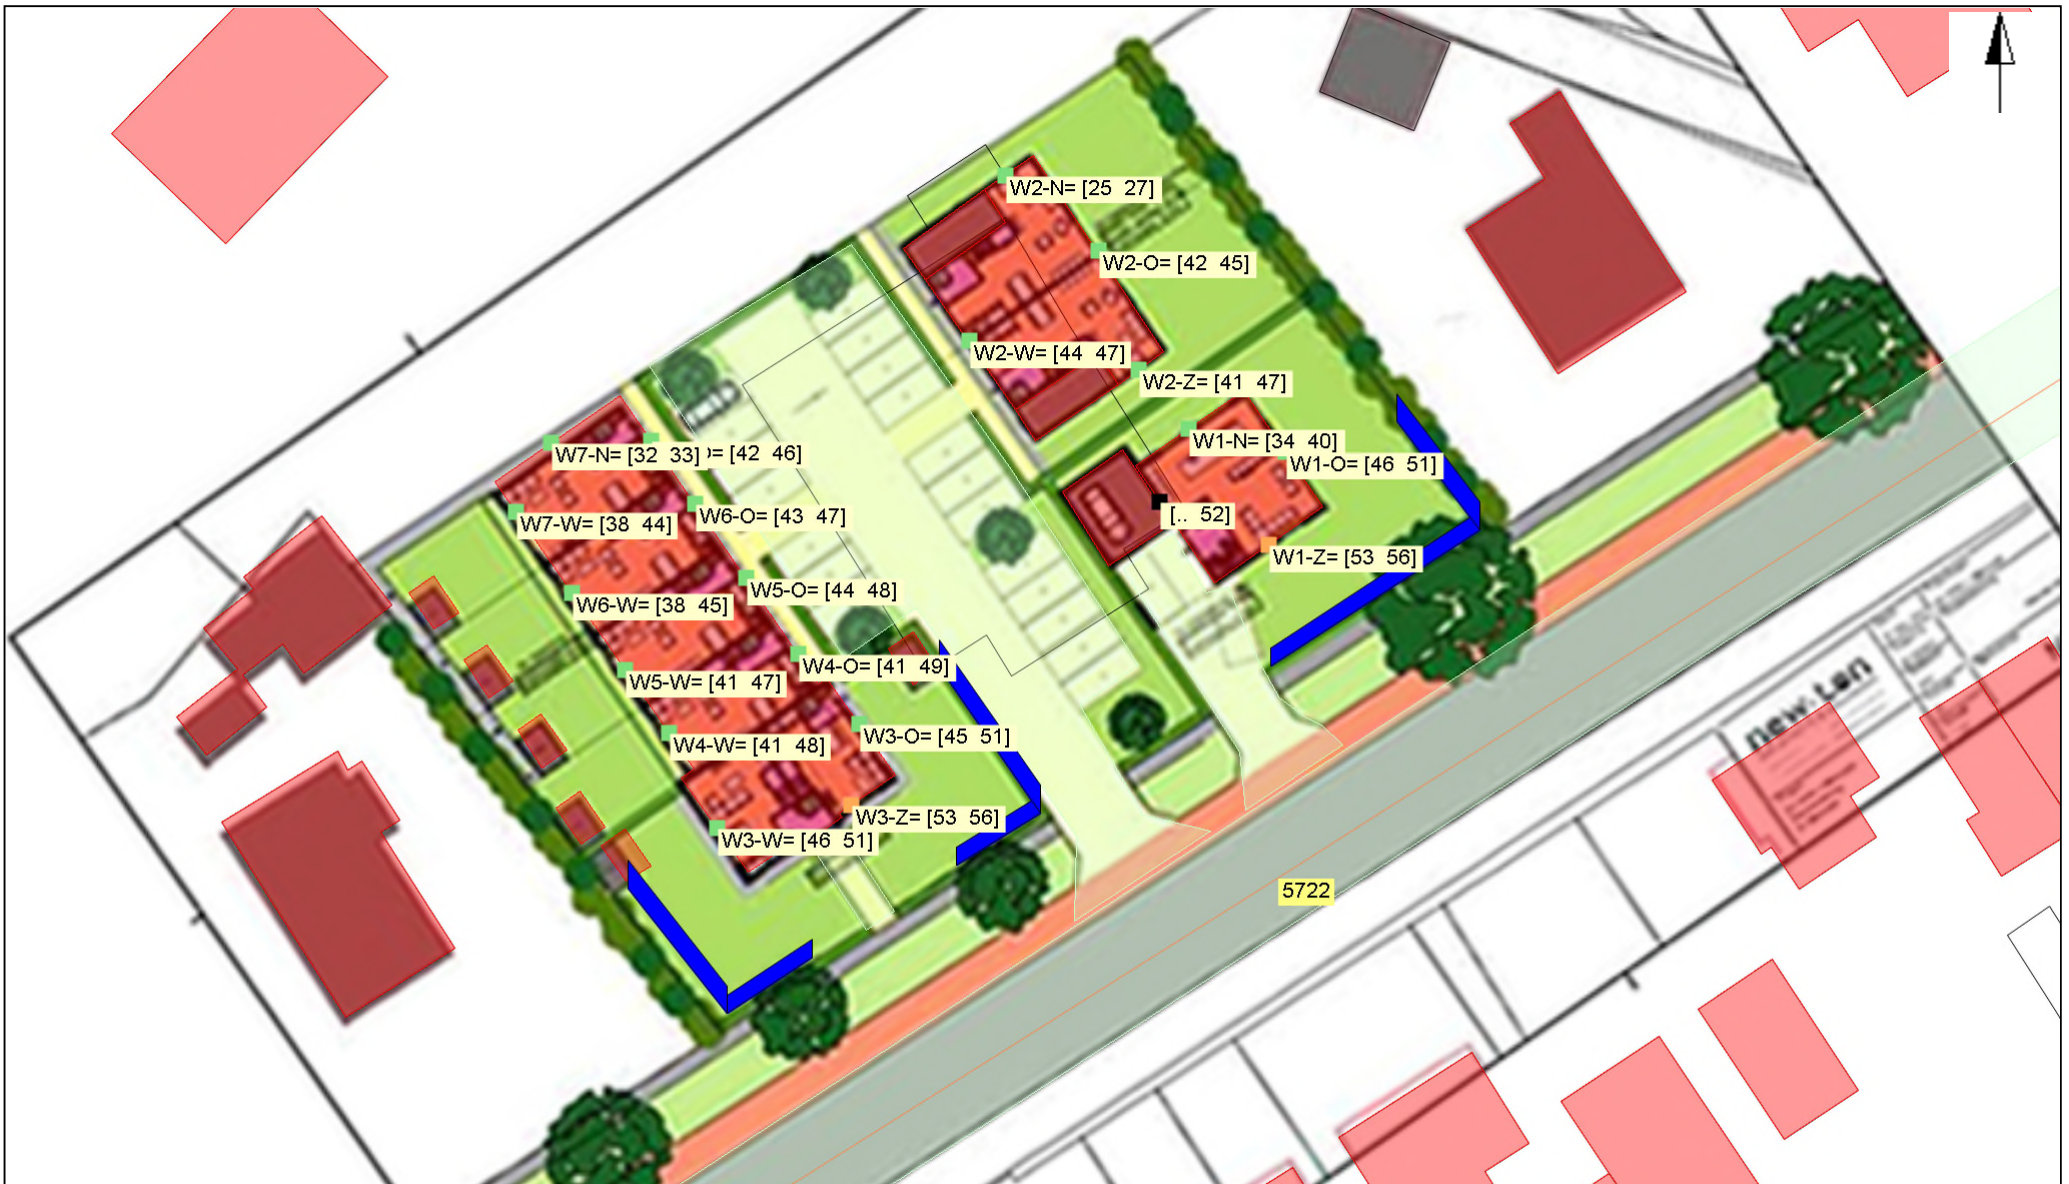 W2-N= [25 27]
W2-O= [42 45]
W2-W= [44 47]
W2-Z= [41 47]
W1-N= [34 40]
W1-O= [46 51]
W7-N= [32 33]
= [42 46]
W7-W= [38 44]
W6-O= [43 47]
[.. 52]
W1-Z= [53 56]
W5-O= [44 48]
W6-W= [38 45]
W4-O= [41 49]
W5-W= [41 47]
W3-O= [45 51]
W4-W= [41 48]
W3-Z= [53 56]
W3-W= [46 51]
new.ten
5722